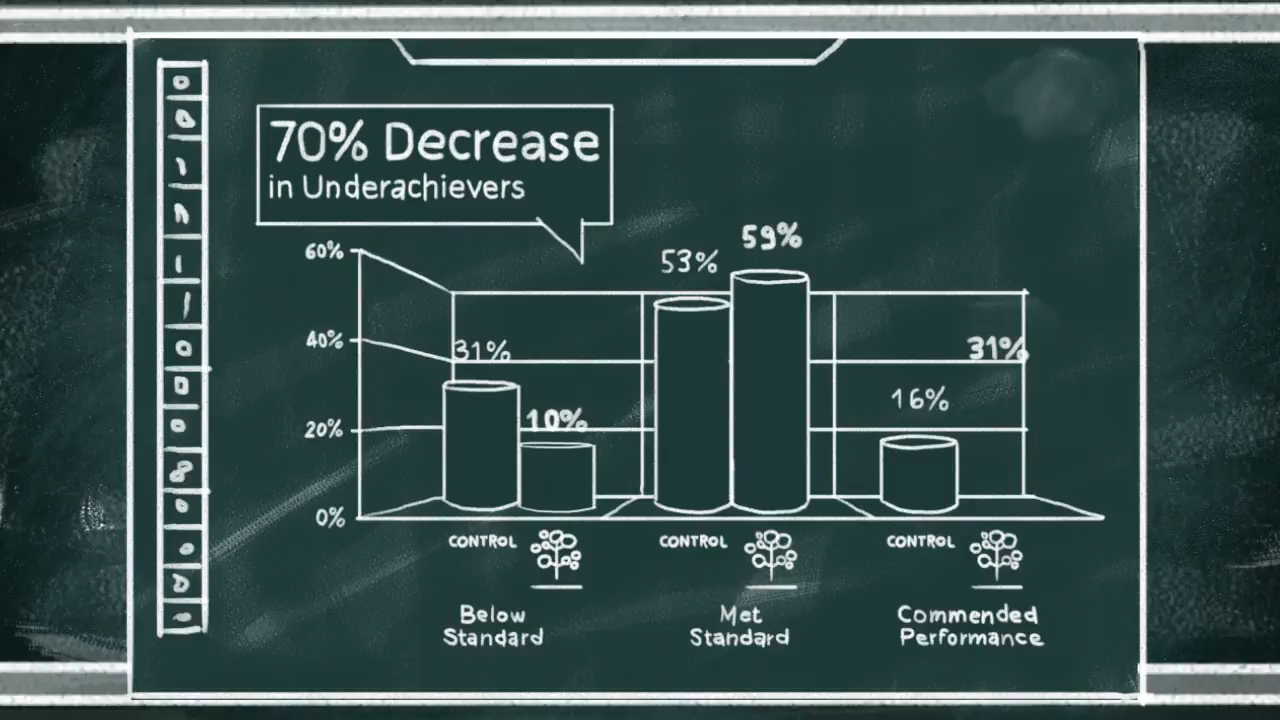 70% Decrease
in Underachievers
60%
40%
20%
0%
31%
10%
53%
59%
16%
31%
CONTROL
CONTROL
CONTROL
Below
Standard
Met
Standard
Commended
Performance